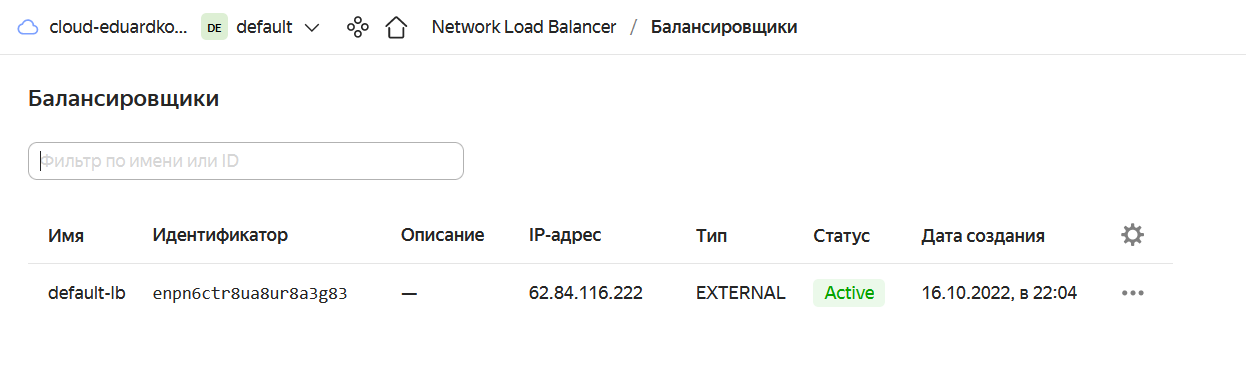 cloud-eduardko... DE default Network Load Balancer / Балансировщики
Балансировщики
Фильтр по имени или ID
Имя Идентификатор Описание IP-адрес Тип Статус Дата создания
default-lb enpn6ctr8ua8ur8a3g83 — 62.84.116.222 EXTERNAL Active 16.10.2022, в 22:04